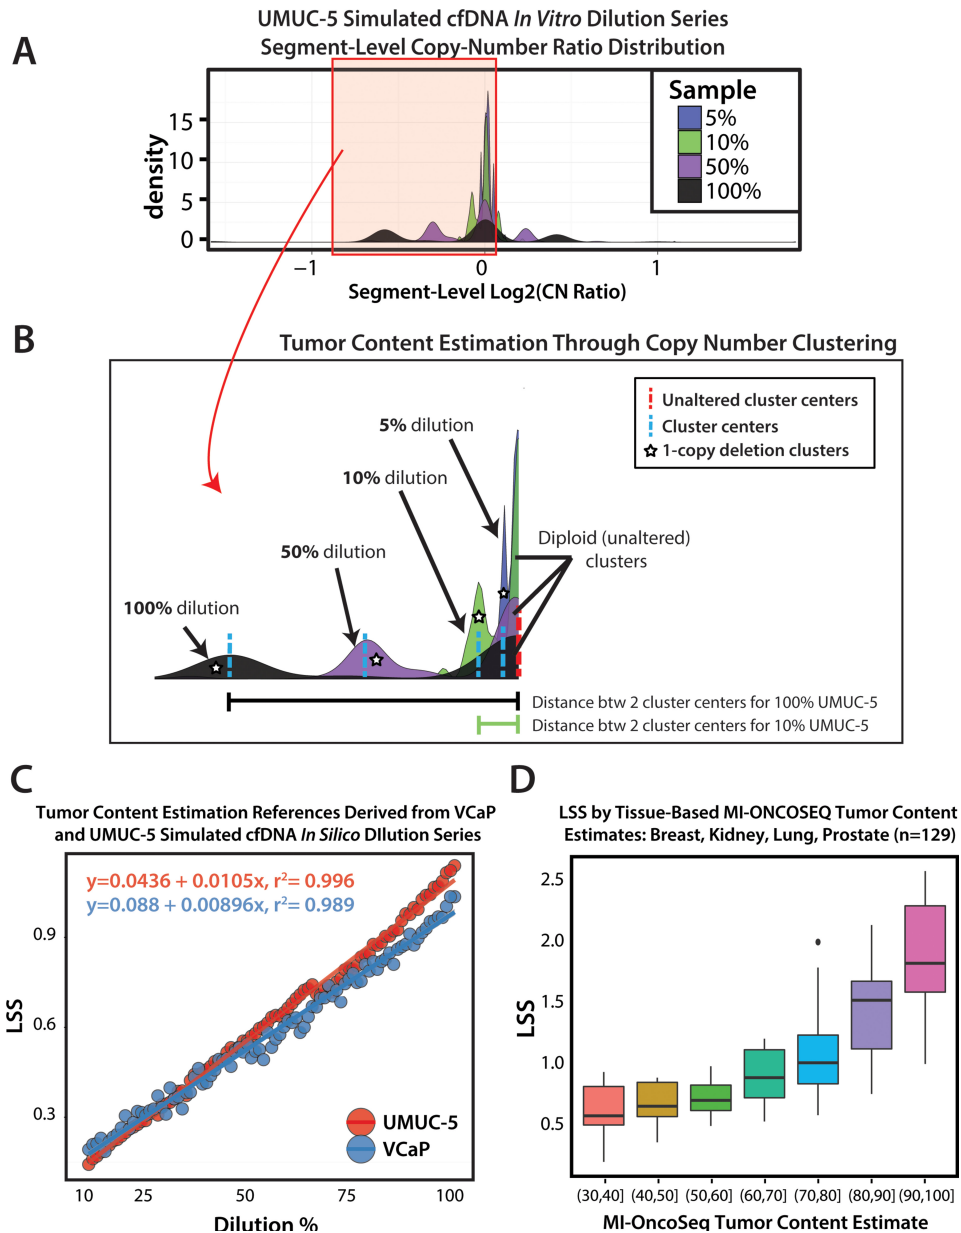 UMUC-5 Simulated cfDNA In Vitro Dilution Series
Segment-Level Copy-Number Ratio Distribution
A
Sample
5%
10%
50%
100%
density
15
10
5
0
−1
0
1
Segment-Level Log2(CN Ratio)
B
Tumor Content Estimation Through Copy Number Clustering
Unaltered cluster centers
Cluster centers
1-copy deletion clusters
5% dilution
10% dilution
50% dilution
100% dilution
Diploid (unaltered)
clusters
Distance btw 2 cluster centers for 100% UMUC-5
Distance btw 2 cluster centers for 10% UMUC-5
C
Tumor Content Estimation References Derived from VCaP
and UMUC-5 Simulated cfDNA In Silico DIlution Series
y=0.0436 + 0.0105x, r²= 0.996
y=0.088 + 0.00896x, r²= 0.989
LSS
0.9
0.6
0.3
UMUC-5
VCaP
10
25
50
75
100
Dilution %
D
LSS by Tissue-Based MI-ONCOSEQ Tumor Content
Estimates: Breast, Kidney, Lung, Prostate (n=129)
LSS
2.5
2.0
1.5
1.0
0.5
(30,40]
(40,50]
(50,60]
(60,70]
(70,80]
(80,90]
(90,100]
MI-OncoSeq Tumor Content Estimate